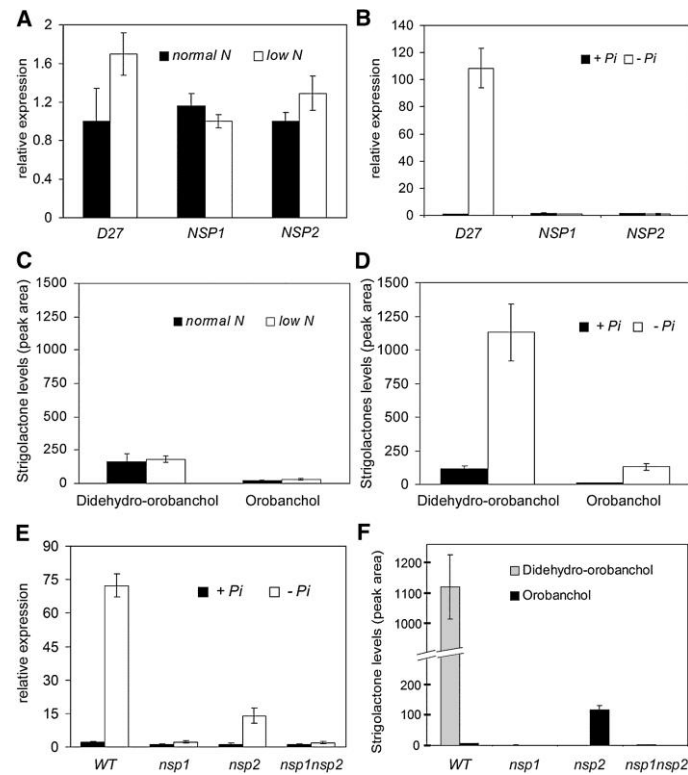 A
relative expression
2
1.6
1.2
0.8
0.4
0
normal N
low N
D27
NSP1
NSP2
B
relative expression
140
120
100
80
60
40
20
0
+ Pi
- Pi
D27
NSP1
NSP2
C
Strigolactone levels (peak area)
1500
1250
1000
750
500
250
0
normal N
low N
Didehydro-orobanchol
Orobanchol
D
Strigolactones levels (peak area)
1500
1250
1000
750
500
250
0
+ Pi
- Pi
Didehydro-orobanchol
Orobanchol
E
relative expression
90
75
60
45
30
15
0
+ Pi
- Pi
WT
nsp1
nsp2
nsp1nsp2
F
Strigolactone levels (peak area)
1200
1100
1000
200
100
0
Didehydro-orobanchol
Orobanchol
WT
nsp1
nsp2
nsp1nsp2